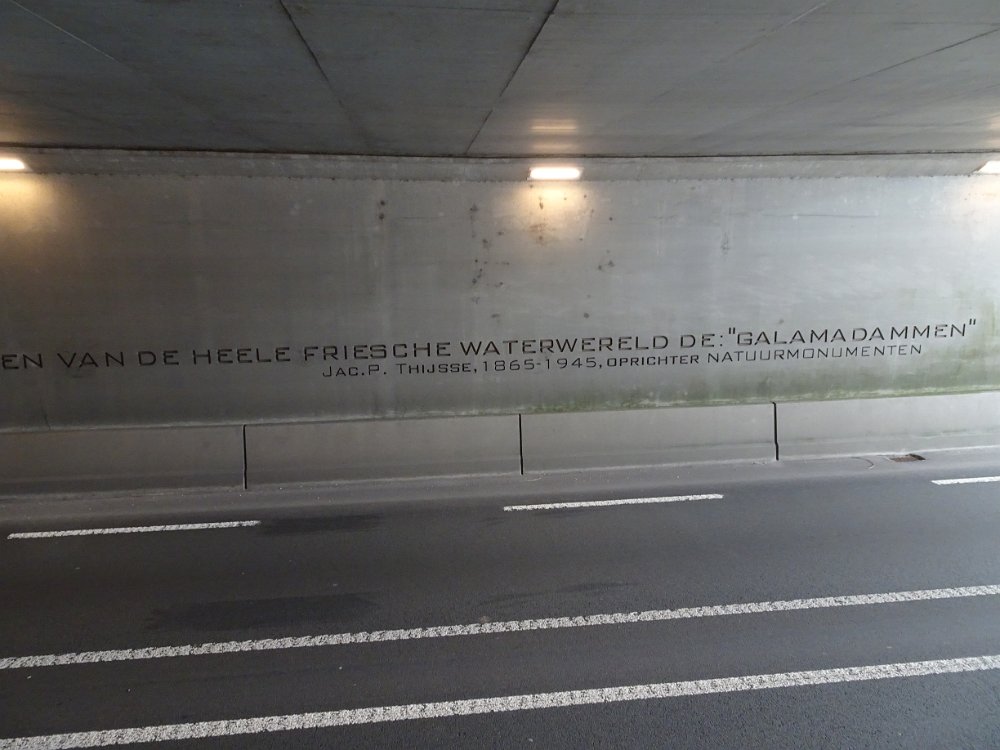 EN VAN DE HEELE FRIESCHE WATERWERELD DE: "GALAMADAMMEN"
JAC.P. THIJSSE, 1865-1945, OPRICHTER NATUURMONUMENTEN